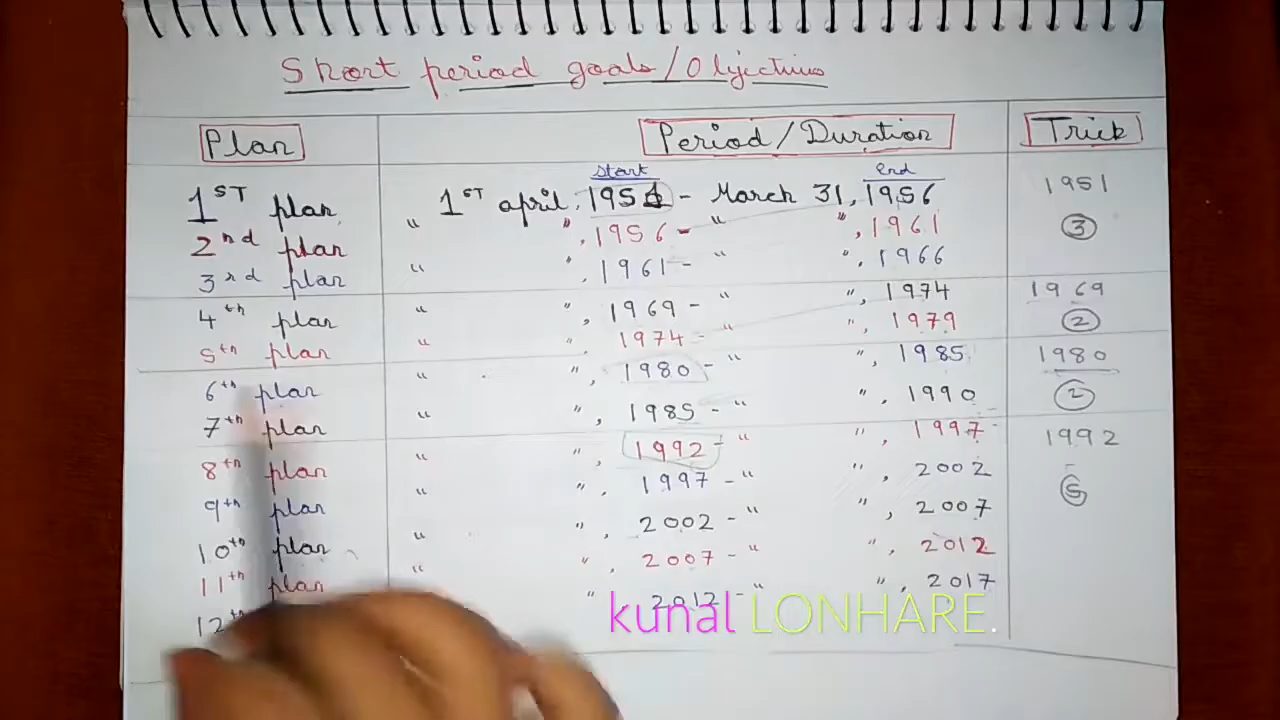 Short period goals/Objectives
Plan Period/Duration Trick
start end
1ST plan 1ST april, 1951 - March 31, 1956 1951
2nd plan " ", 1956 - " ", 1961 3
3rd plan " ", 1961 - " ", 1966
4th plan " ", 1969 - " ", 1974 1969
5th plan " ", 1974 - " ", 1979 2
6th plan " ", 1980 - " ", 1985 1980
7th plan " ", 1985 - " ", 1990 2
8th plan " ", 1992 - " ", 1997 1992
9th plan " ", 1997 - " ", 2002 5
10th plan " ", 2002 - " ", 2007
11th plan " ", 2007 - " ", 2012
12th " 2012 - " ", 2017
kunal LONHARE.